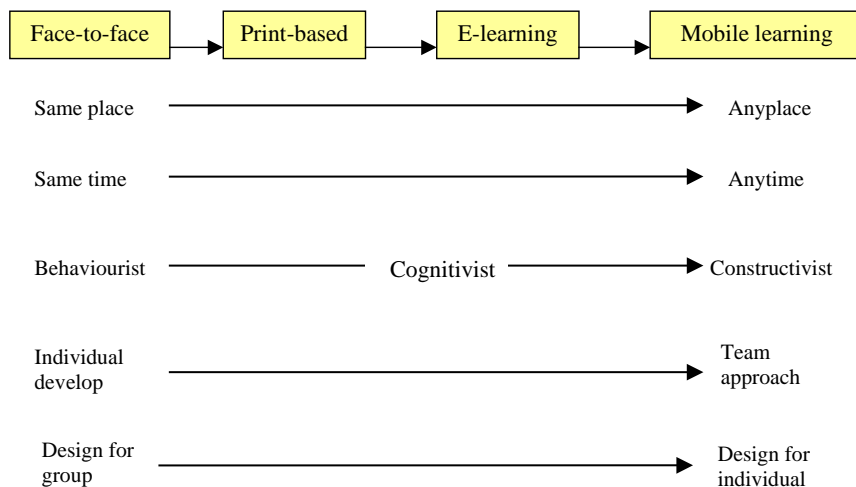 Face-to-face Print-based E-learning Mobile learning
Same place Anyplace
Same time Anytime
Behaviourist Cognitivist Constructivist
Individual
develop
Team
approach
Design for
group
Design for
individual